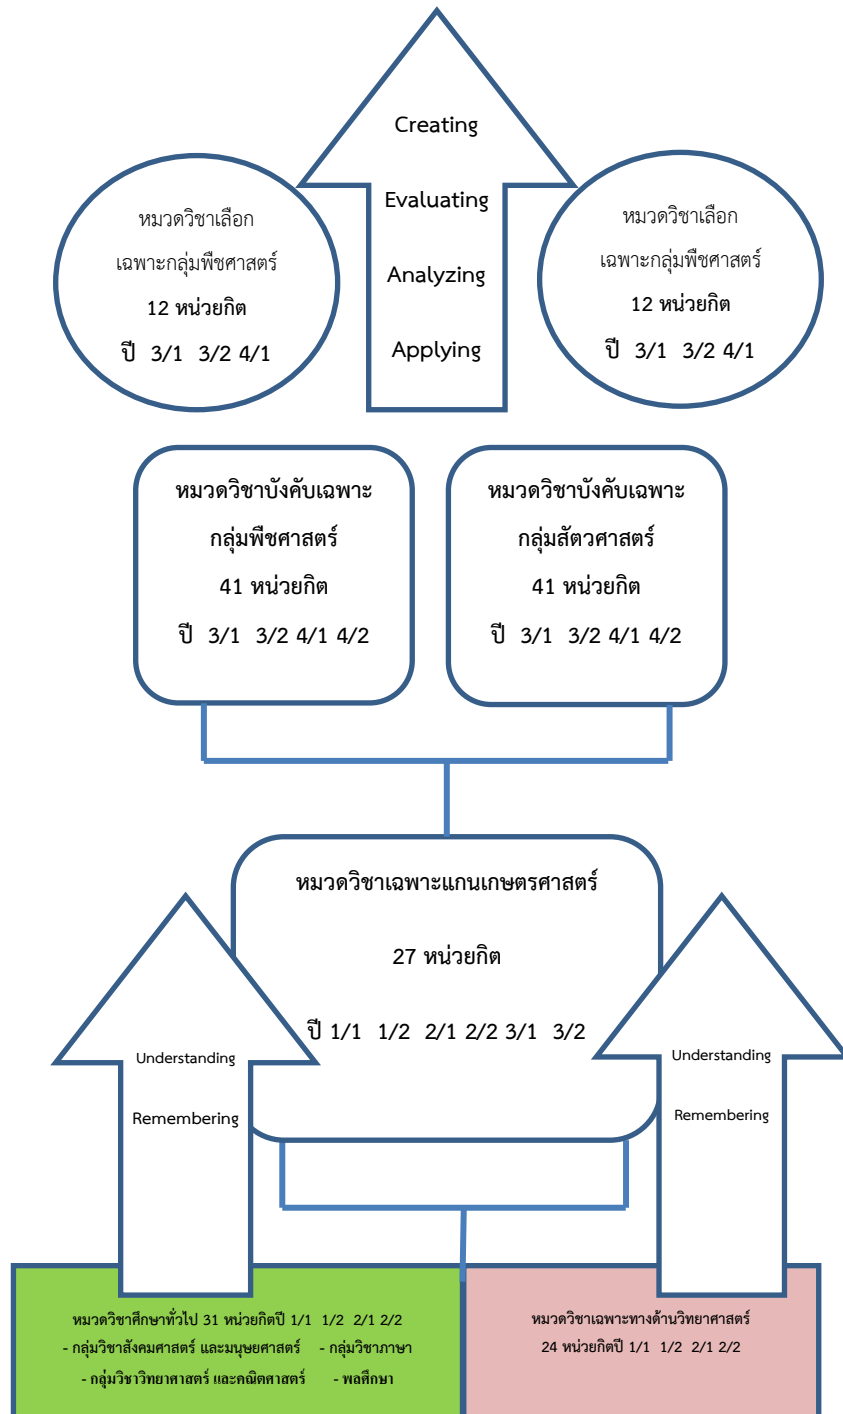 Creating
Evaluating
Analyzing
Applying
หมวดวิชาเลือก
เฉพาะกลุ่มพืชศาสตร์
12 หน่วยกิต
ปี 3/1 3/2 4/1
หมวดวิชาเลือก
เฉพาะกลุ่มพืชศาสตร์
12 หน่วยกิต
ปี 3/1 3/2 4/1
หมวดวิชาบังคับเฉพาะ
กลุ่มพืชศาสตร์
41 หน่วยกิต
ปี 3/1 3/2 4/1 4/2
หมวดวิชาบังคับเฉพาะ
กลุ่มสัตวศาสตร์
41 หน่วยกิต
ปี 3/1 3/2 4/1 4/2
หมวดวิชาเฉพาะแกนเกษตรศาสตร์
27 หน่วยกิต
ปี 1/1 1/2 2/1 2/2 3/1 3/2
Understanding
Remembering
Understanding
Remembering
หมวดวิชาศึกษาทั่วไป 31 หน่วยกิตปี 1/1 1/2 2/1 2/2
- กลุ่มวิชาสังคมศาสตร์ และมนุษยศาสตร์ - กลุ่มวิชาภาษา
- กลุ่มวิชาวิทยาศาสตร์ และคณิตศาสตร์ - พลศึกษา
หมวดวิชาเฉพาะทางด้านวิทยาศาสตร์
24 หน่วยกิตปี 1/1 1/2 2/1 2/2